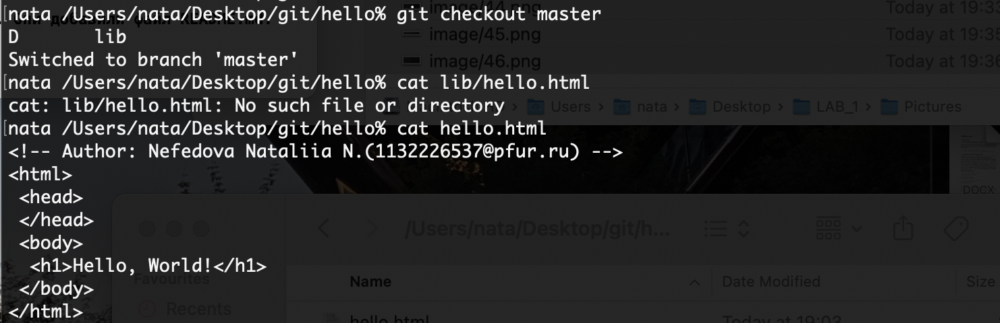 nata /Users/nata/Desktop/git/hello% git checkout master
D       lib
Switched to branch 'master'
nata /Users/nata/Desktop/git/hello% cat lib/hello.html
cat: lib/hello.html: No such file or directory
nata /Users/nata/Desktop/git/hello% cat hello.html
<!-- Author: Nefedova Nataliia N.(1132226537@pfur.ru) -->
<html>
 <head>
 </head>
 <body>
  <h1>Hello, World!</h1>
 </body>
</html>
image/44.png
image/45.png Today at 19:35
image/46.png Today at 19:36
Users › nata › Desktop › LAB_1 › Pictures
DOCX
/Users/nata/Desktop/git/h...
Favourites
Recents
Name Date Modified Size
hello.html Today at 19:03